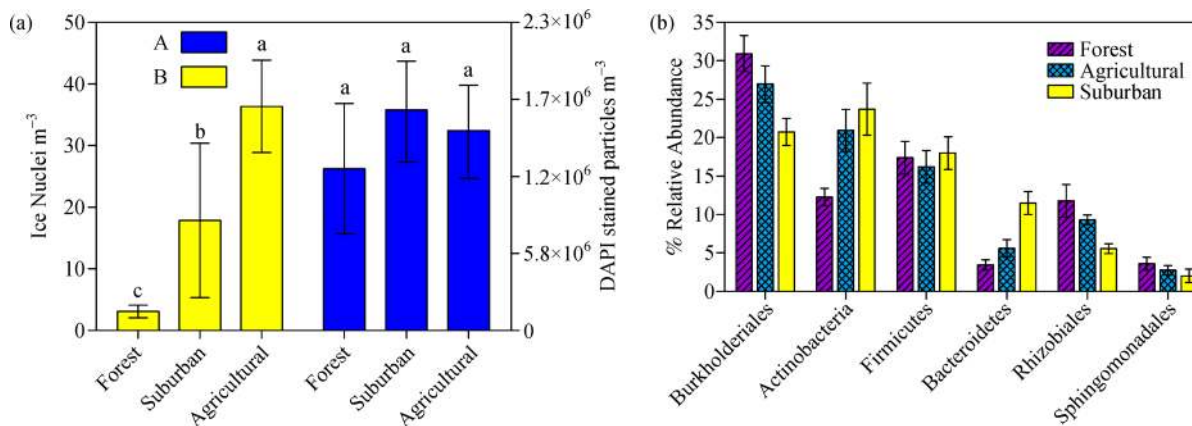 (a)
50
40
30
20
10
0
Ice Nuclei m⁻³
A
B
c
b
a
a
a
a
2.3×10⁶
1.7×10⁶
1.2×10⁶
5.8×10⁶
0
DAPI stained particles m⁻³
Forest
Suburban
Agricultural
Forest
Suburban
Agricultural
(b)
35
30
25
20
15
10
5
0
% Relative Abundance
Forest
Agricultural
Suburban
Burkholderiales
Actinobacteria
Firmicutes
Bacteroidetes
Rhizobiales
Sphingomonadales